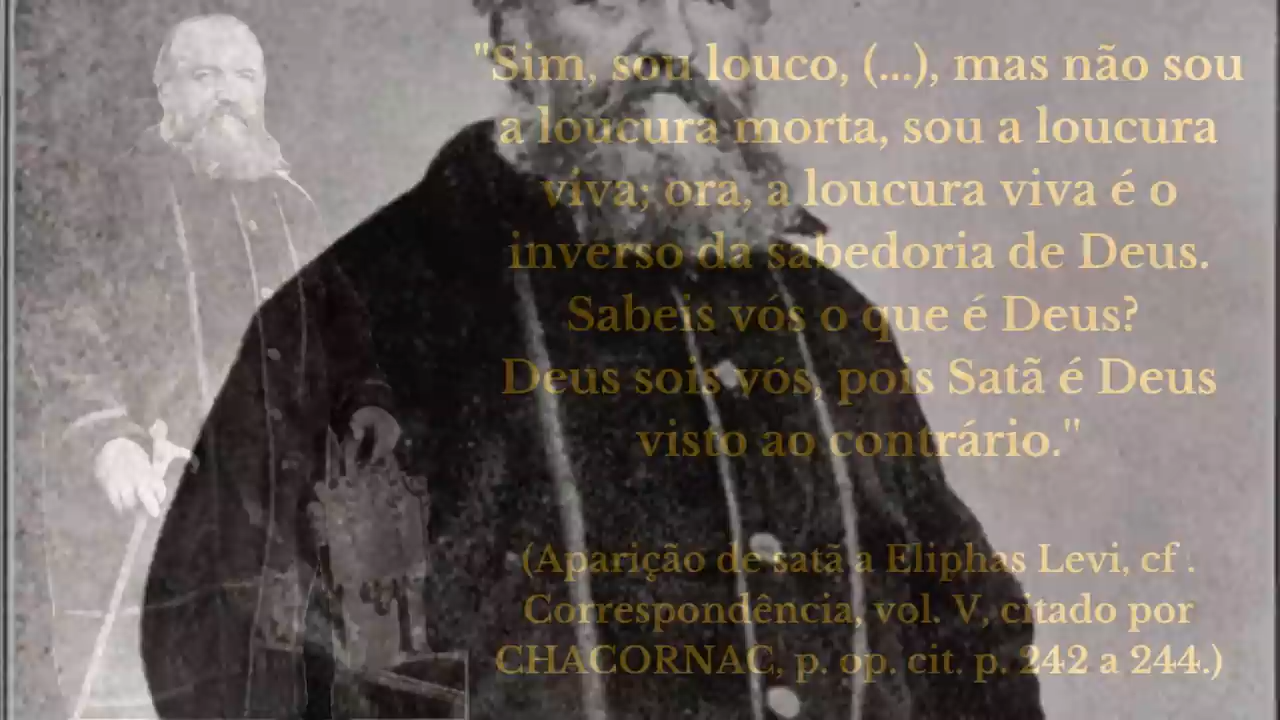 "Sim, sou louco, (...), mas não sou
a loucura morta, sou a loucura
viva; ora, a loucura viva é o
inverso da sabedoria de Deus.
Sabeis vós o que é Deus?
Deus sois vós, pois Satã é Deus
visto ao contrário."
(Aparição de satã a Eliphas Levi, cf .
Correspondência, vol. V, citado por
CHACORNAC, p. op. cit. p. 242 a 244.)